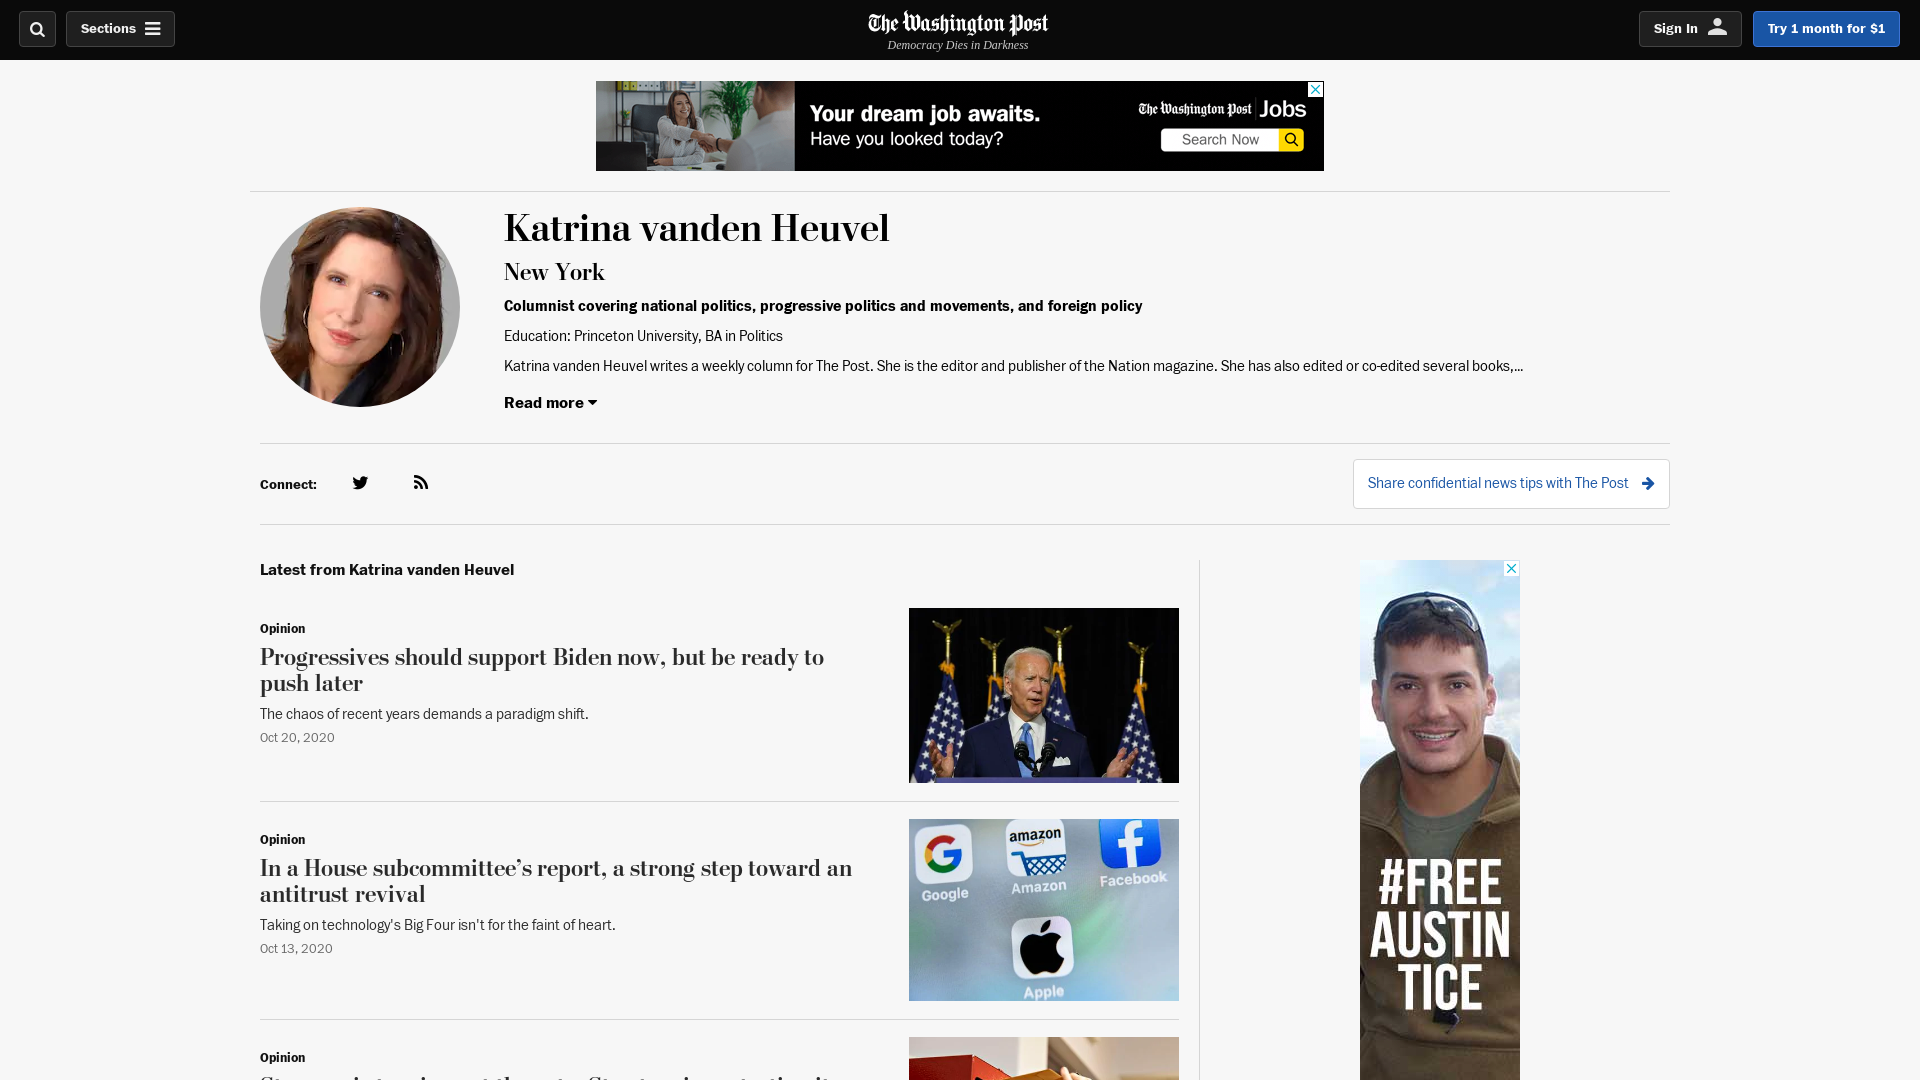 Sections
The Washington Post
Democracy Dies in Darkness
Sign In
Try 1 month for $1
Your dream job awaits.
Have you looked today?
The Washington Post Jobs
Search Now
Katrina vanden Heuvel
New York
Columnist covering national politics, progressive politics and movements, and foreign policy
Education: Princeton University, BA in Politics
Katrina vanden Heuvel writes a weekly column for The Post. She is the editor and publisher of the Nation magazine. She has also edited or co-edited several books,...
Read more
Connect:
Share confidential news tips with The Post
Latest from Katrina vanden Heuvel
Opinion
Progressives should support Biden now, but be ready to
push later
The chaos of recent years demands a paradigm shift.
Oct 20, 2020
Opinion
In a House subcommittee’s report, a strong step toward an
antitrust revival
Taking on technology's Big Four isn't for the faint of heart.
Oct 13, 2020
Google
amazon
Amazon
Facebook
Apple
Opinion
#FREE
AUSTIN
TICE